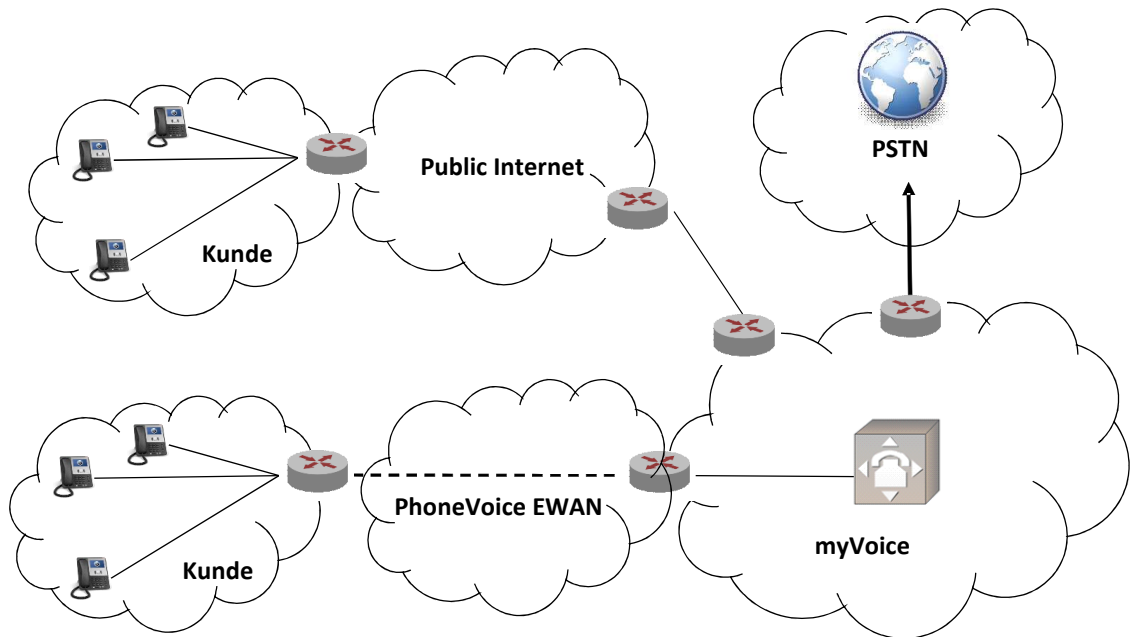 Public Internet
PSTN
Kunde
PhoneVoice EWAN
myVoice
Kunde